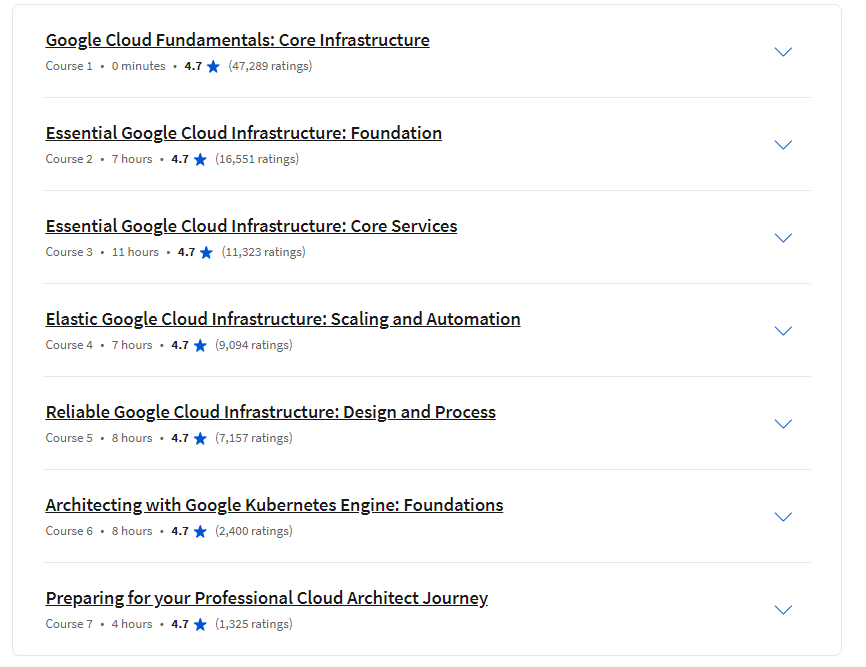 Google Cloud Fundamentals: Core Infrastructure
Course 1 • 0 minutes • 4.7 ★ (47,289 ratings)
Essential Google Cloud Infrastructure: Foundation
Course 2 • 7 hours • 4.7 ★ (16,551 ratings)
Essential Google Cloud Infrastructure: Core Services
Course 3 • 11 hours • 4.7 ★ (11,323 ratings)
Elastic Google Cloud Infrastructure: Scaling and Automation
Course 4 • 7 hours • 4.7 ★ (9,094 ratings)
Reliable Google Cloud Infrastructure: Design and Process
Course 5 • 8 hours • 4.7 ★ (7,157 ratings)
Architecting with Google Kubernetes Engine: Foundations
Course 6 • 8 hours • 4.7 ★ (2,400 ratings)
Preparing for your Professional Cloud Architect Journey
Course 7 • 4 hours • 4.7 ★ (1,325 ratings)